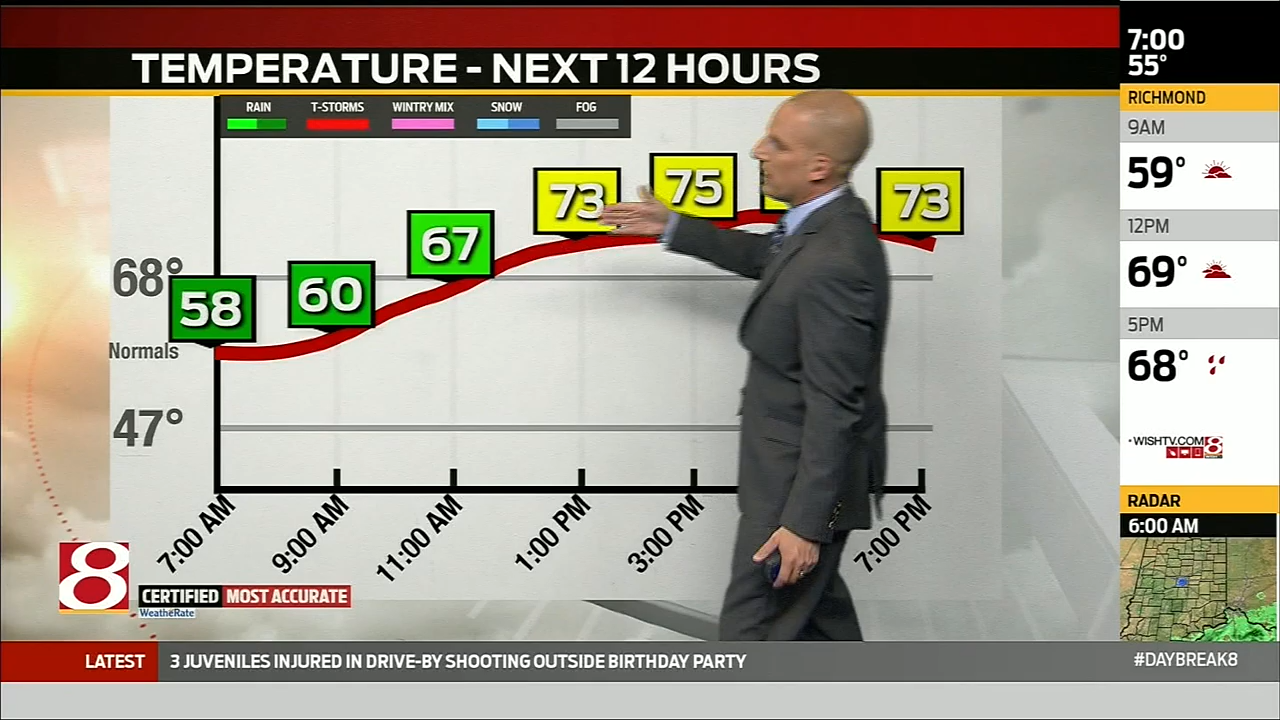 TEMPERATURE - NEXT 12 HOURS
RAIN
T-STORMS
WINTRY MIX
SNOW
FOG
58
60
67
73
75
73
68°
Normals
47°
7:00 AM
9:00 AM
11:00 AM
1:00 PM
3:00 PM
7:00 PM
8
CERTIFIED MOST ACCURATE
WeatheRate
7:00
55°
RICHMOND
9AM
59°
12PM
69°
5PM
68°
WISHTV.COM 8
RADAR
6:00 AM
LATEST 3 JUVENILES INJURED IN DRIVE-BY SHOOTING OUTSIDE BIRTHDAY PARTY
#DAYBREAK8